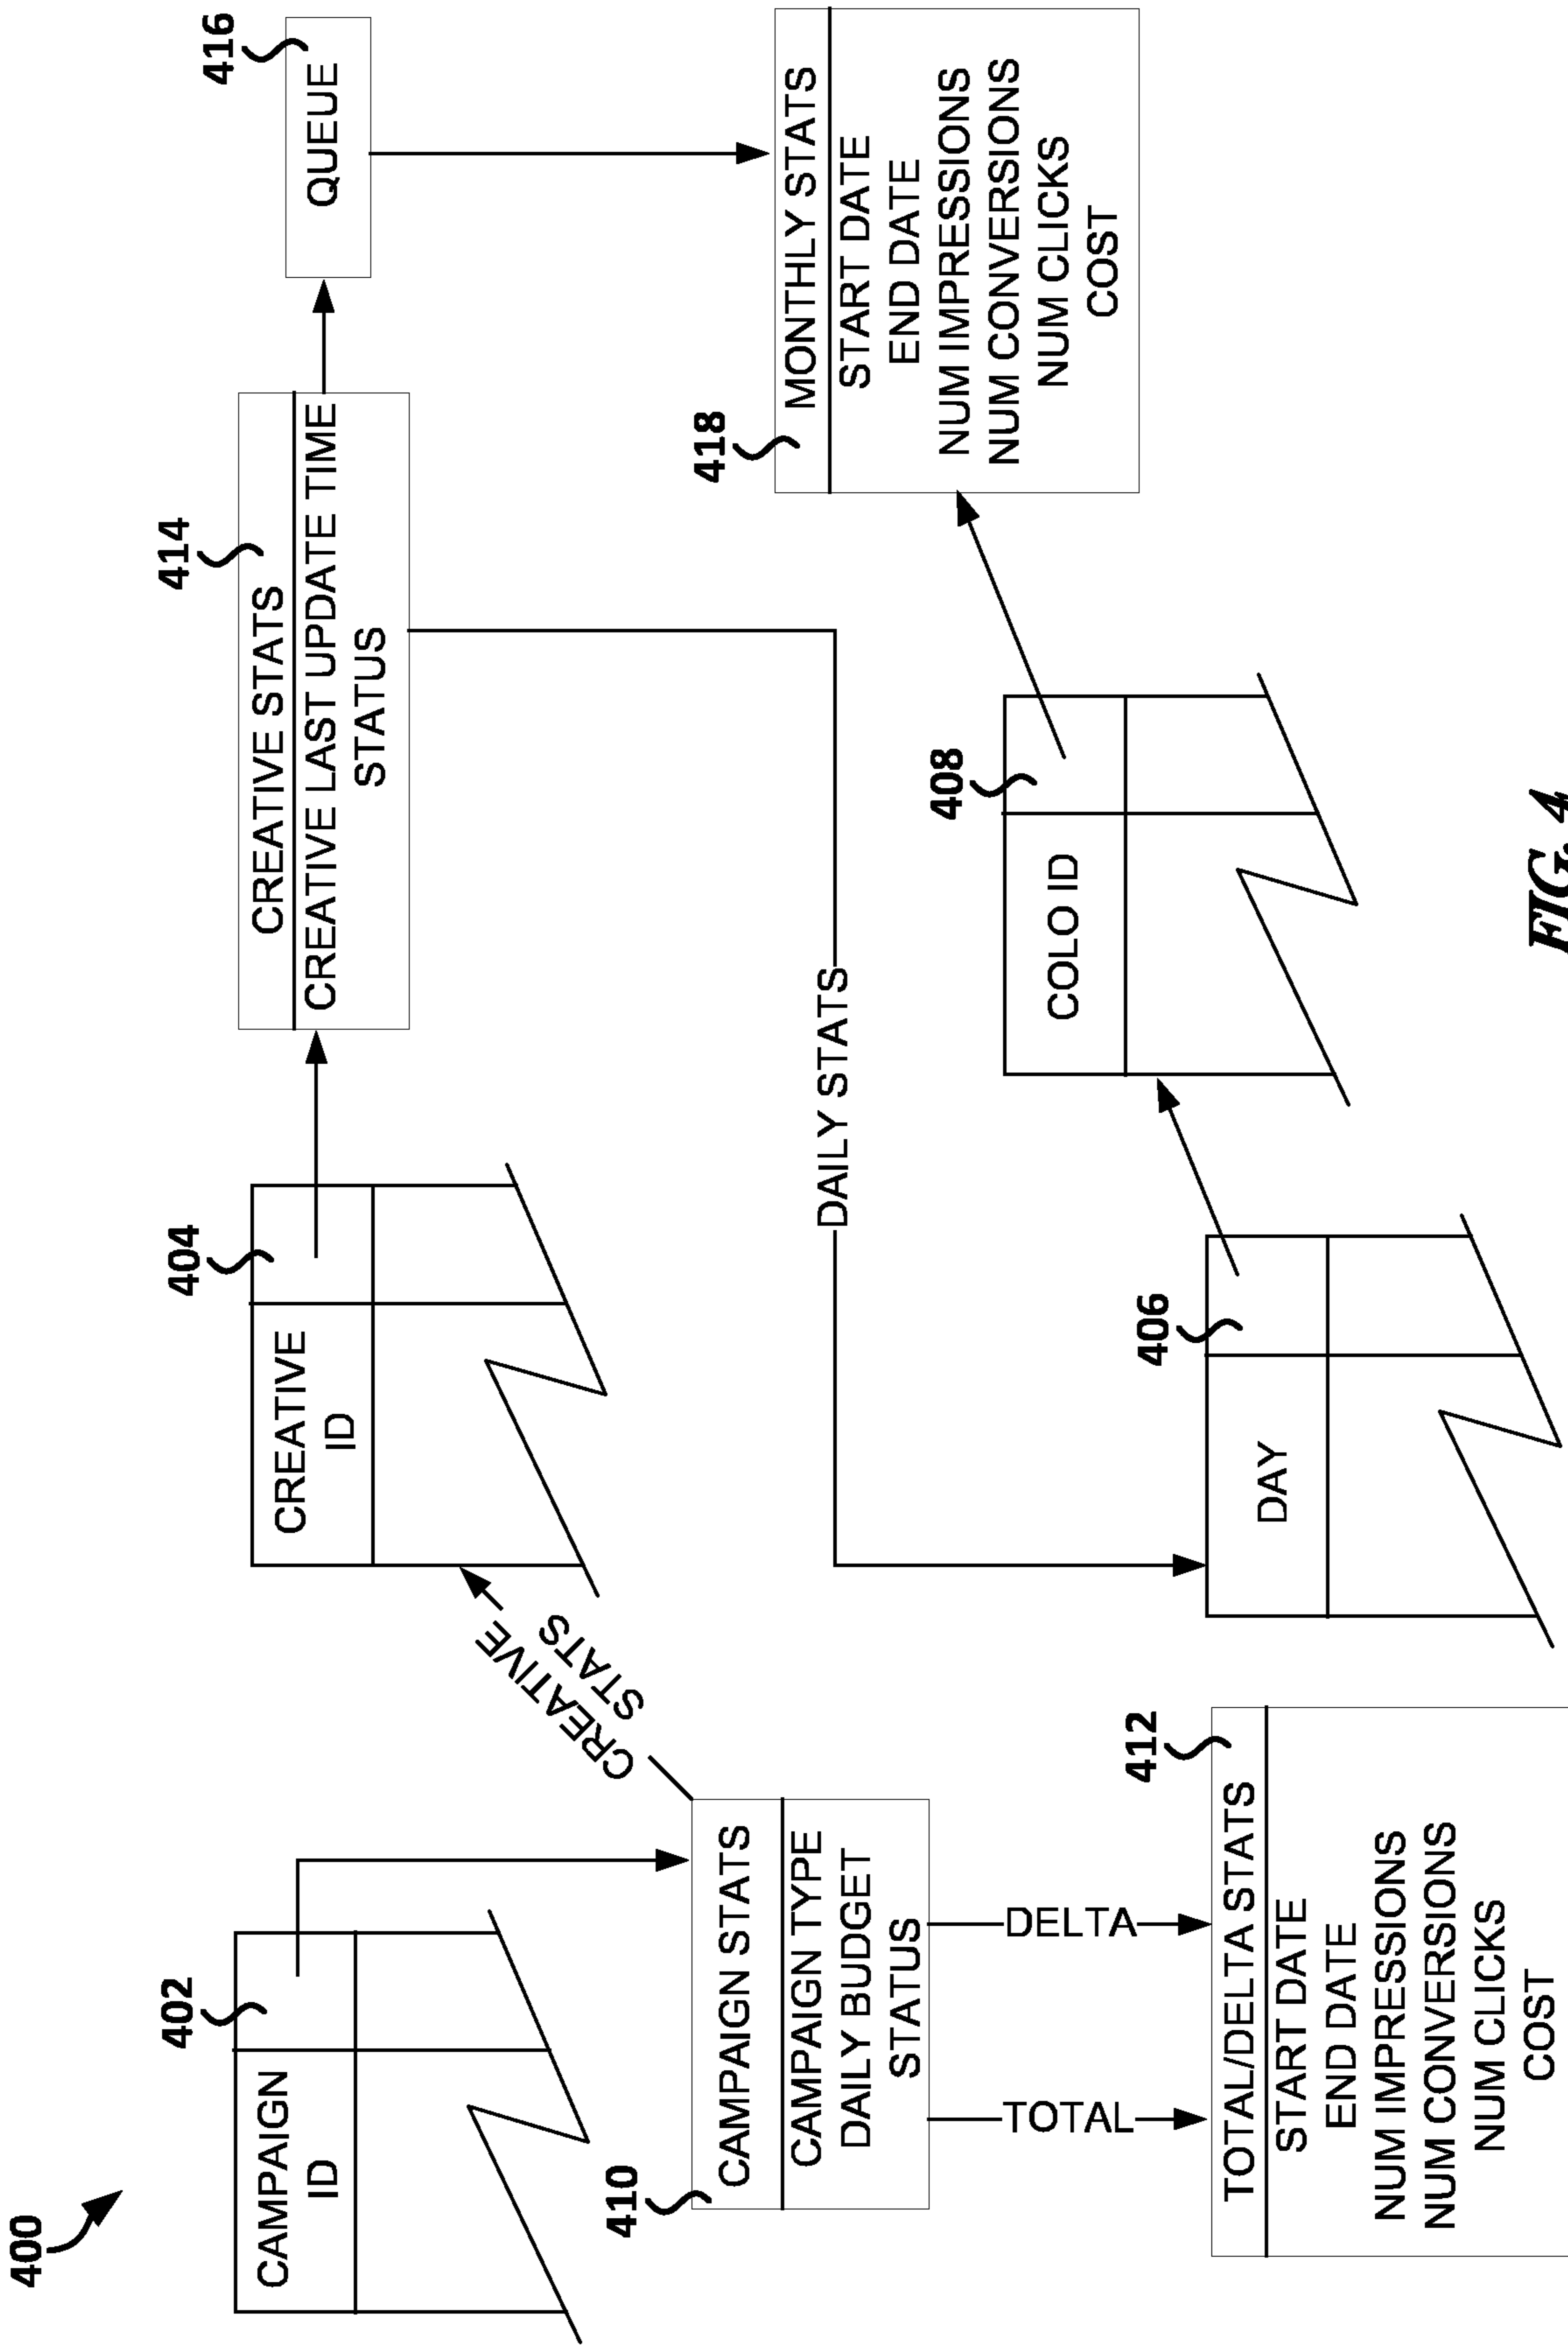 400
402
CAMPAIGN
ID
404
CREATIVE
ID
414
CREATIVE STATS
CREATIVE LAST UPDATE TIME
STATUS
416
QUEUE
CREATIVE
STATS
410
CAMPAIGN STATS
CAMPAIGN TYPE
DAILY BUDGET
STATUS
TOTAL
DELTA
DAILY STATS
418
MONTHLY STATS
START DATE
END DATE
NUM IMPRESSIONS
NUM CONVERSIONS
NUM CLICKS
COST
412
TOTAL/DELTA STATS
START DATE
END DATE
NUM IMPRESSIONS
NUM CONVERSIONS
NUM CLICKS
COST
406
DAY
408
COLO ID
FIG. 4